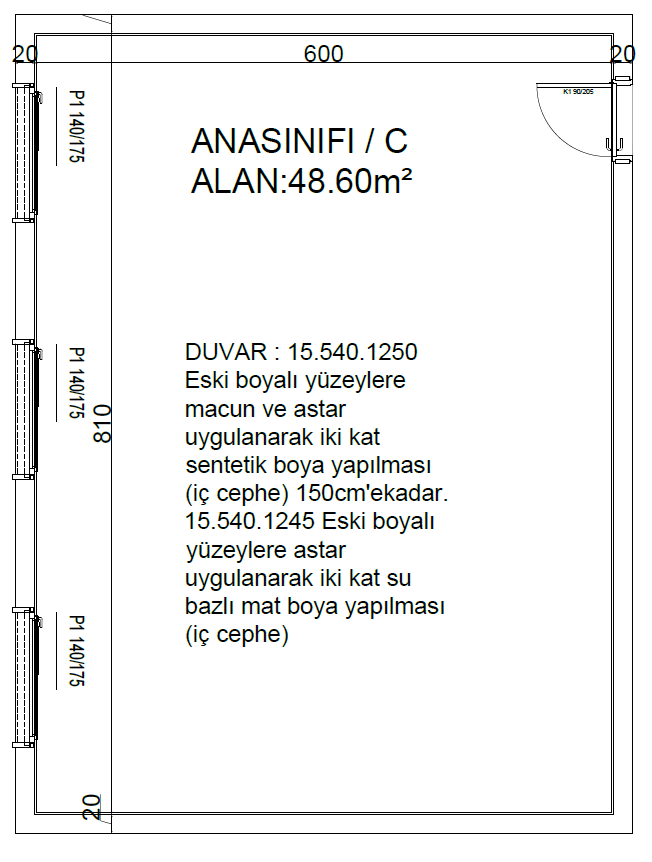 20 600 20
K1 90/205
P1 140/175
ANASINIFI / C
ALAN:48.60m²
P1 140/175
810
DUVAR : 15.540.1250
Eski boyalı yüzeylere
macun ve astar
uygulanarak iki kat
sentetik boya yapılması
(iç cephe) 150cm'ekadar.
15.540.1245 Eski boyalı
yüzeylere astar
uygulanarak iki kat su
bazlı mat boya yapılması
(iç cephe)
P1 140/175
20